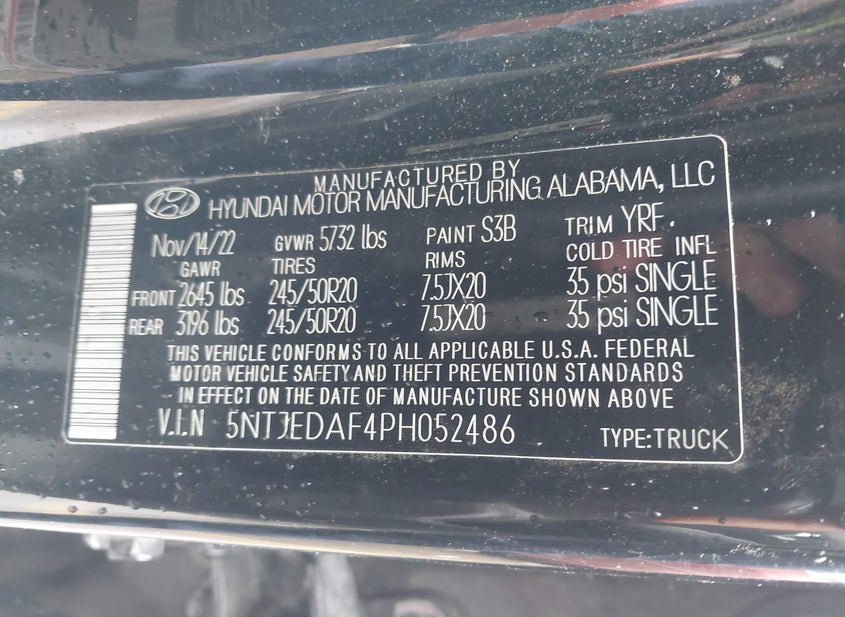 MANUFACTURED BY
HYUNDAI MOTOR MANUFACTURING ALABAMA, LLC
Nov/14/22 GVWR 5732 lbs PAINT S3B TRIM YRF
GAWR TIRES RIMS COLD TIRE INFL
FRONT 2645 lbs 245/50R20 7.5JX20 35 psi SINGLE
REAR 3196 lbs 245/50R20 7.5JX20 35 psi SINGLE
THIS VEHICLE CONFORMS TO ALL APPLICABLE U.S.A. FEDERAL
MOTOR VEHICLE SAFETY AND THEFT PREVENTION STANDARDS
IN EFFECT ON THE DATE OF MANUFACTURE SHOWN ABOVE
V.I.N 5NTJEDAF4PH052486 TYPE:TRUCK